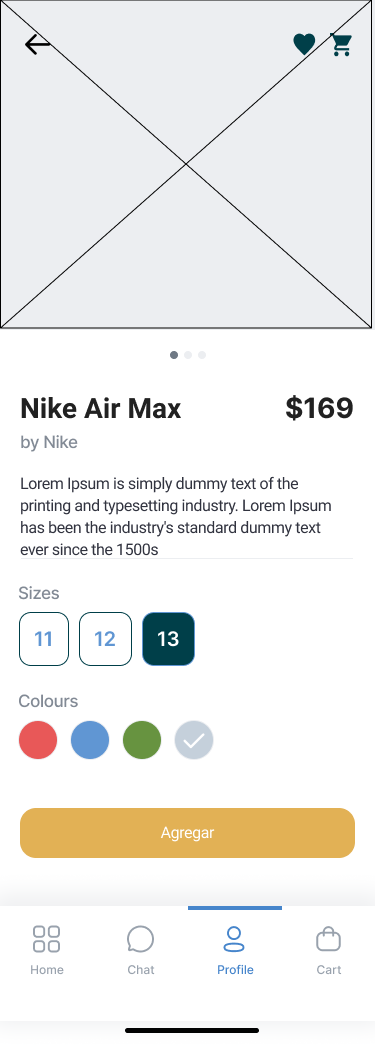 Nike Air Max $169
by Nike
Lorem Ipsum is simply dummy text of the
printing and typesetting industry. Lorem Ipsum
has been the industry's standard dummy text
ever since the 1500s
Sizes
11 12 13
Colours
Agregar
Home Chat Profile Cart